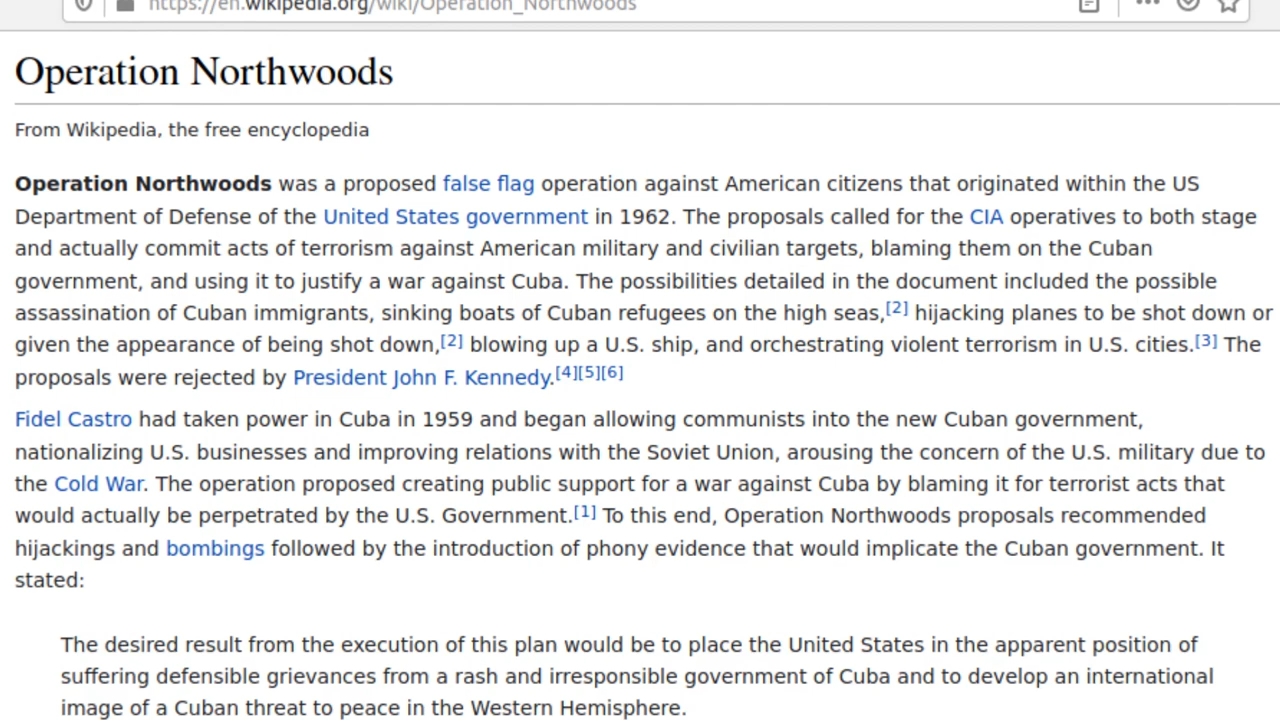 https://en.wikipedia.org/wiki/Operation_Northwoods
Operation Northwoods
From Wikipedia, the free encyclopedia
Operation Northwoods was a proposed false flag operation against American citizens that originated within the US
Department of Defense of the United States government in 1962. The proposals called for the CIA operatives to both stage
and actually commit acts of terrorism against American military and civilian targets, blaming them on the Cuban
government, and using it to justify a war against Cuba. The possibilities detailed in the document included the possible
assassination of Cuban immigrants, sinking boats of Cuban refugees on the high seas,[2] hijacking planes to be shot down or
given the appearance of being shot down,[2] blowing up a U.S. ship, and orchestrating violent terrorism in U.S. cities.[3] The
proposals were rejected by President John F. Kennedy.[4][5][6]
Fidel Castro had taken power in Cuba in 1959 and began allowing communists into the new Cuban government,
nationalizing U.S. businesses and improving relations with the Soviet Union, arousing the concern of the U.S. military due to
the Cold War. The operation proposed creating public support for a war against Cuba by blaming it for terrorist acts that
would actually be perpetrated by the U.S. Government.[1] To this end, Operation Northwoods proposals recommended
hijackings and bombings followed by the introduction of phony evidence that would implicate the Cuban government. It
stated:
The desired result from the execution of this plan would be to place the United States in the apparent position of
suffering defensible grievances from a rash and irresponsible government of Cuba and to develop an international
image of a Cuban threat to peace in the Western Hemisphere.